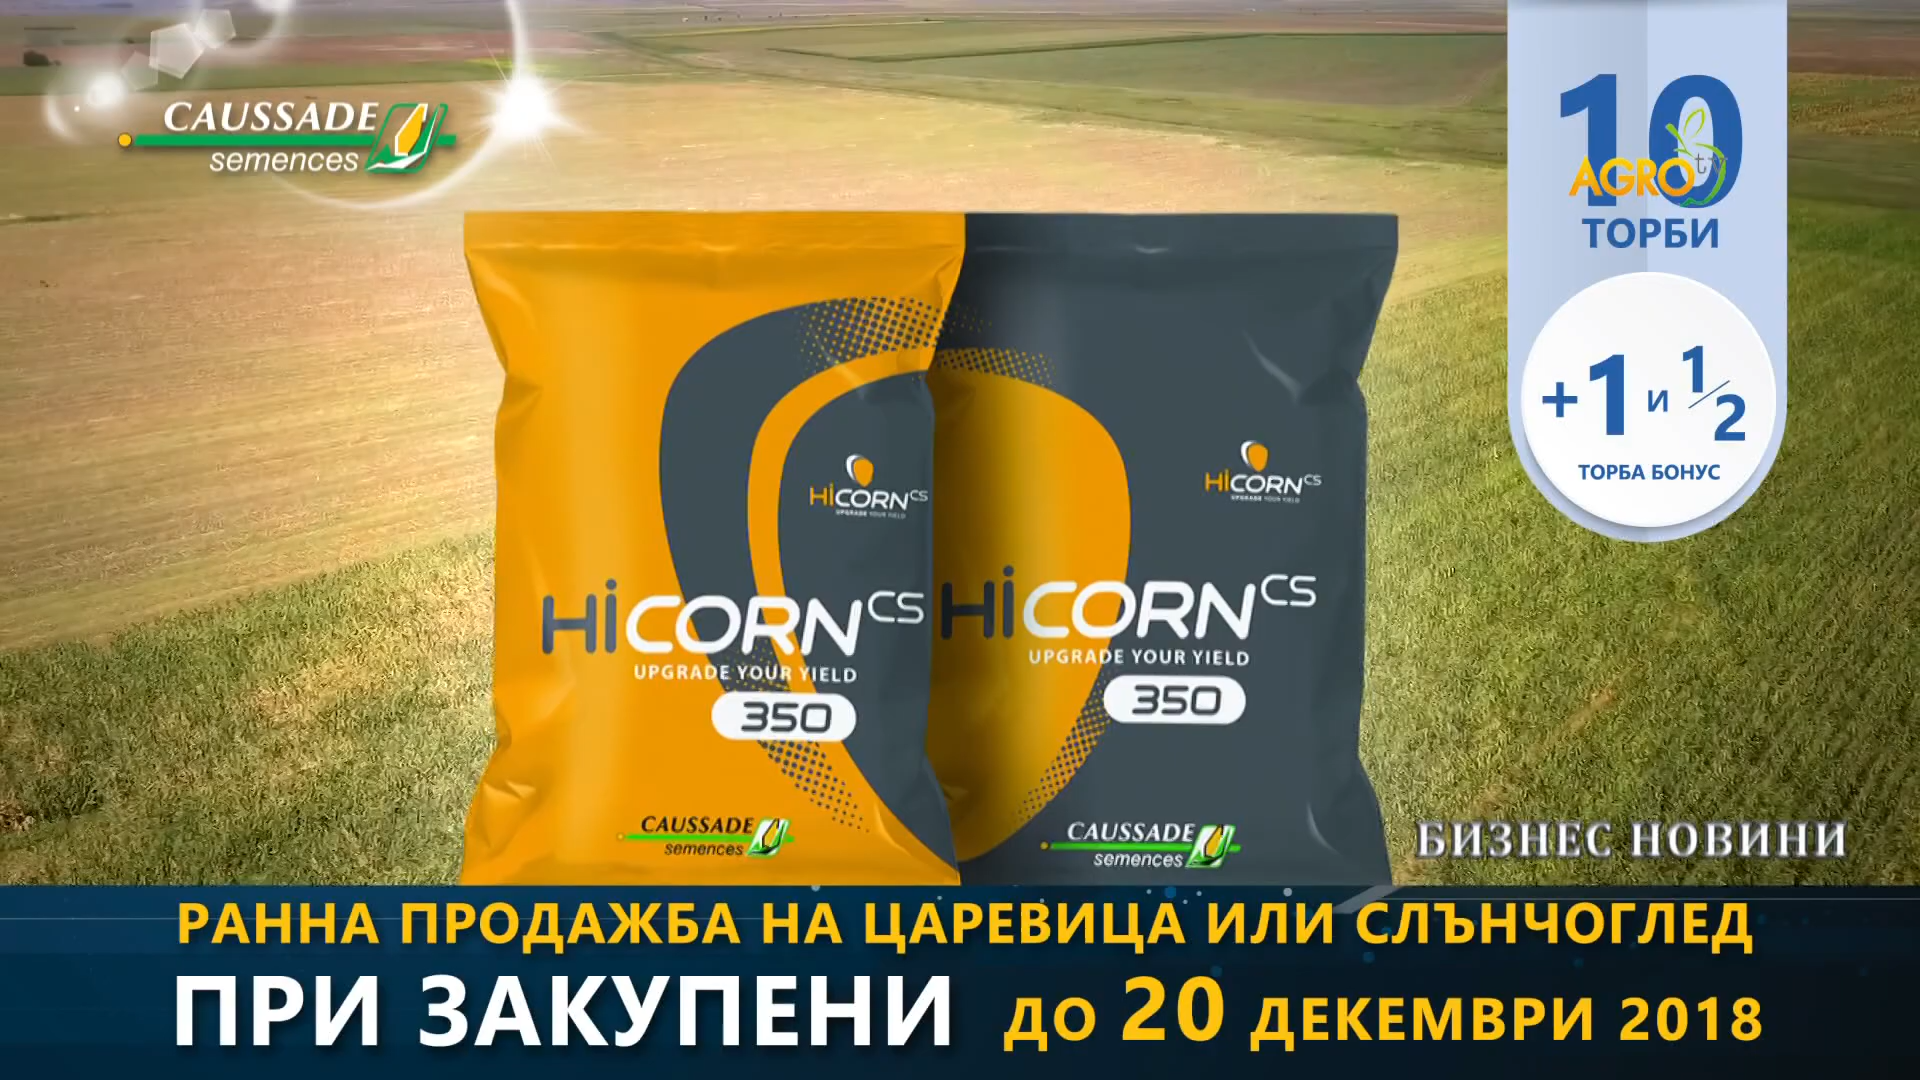 CAUSSADE
semences
10
AGRO tv
ТОРБИ
+1 и 1/2
ТОРБА БОНУС
HiCORN CS
UPGRADE YOUR YIELD
HiCORN CS
UPGRADE YOUR YIELD
HiCORN CS
UPGRADE YOUR YIELD
350
HiCORN CS
UPGRADE YOUR YIELD
350
CAUSSADE
semences
CAUSSADE
semences
БИЗНЕС НОВИНИ
РАННА ПРОДАЖБА НА ЦАРЕВИЦА ИЛИ СЛЪНЧОГЛЕД
ПРИ ЗАКУПЕНИ ДО 20 ДЕКЕМВРИ 2018